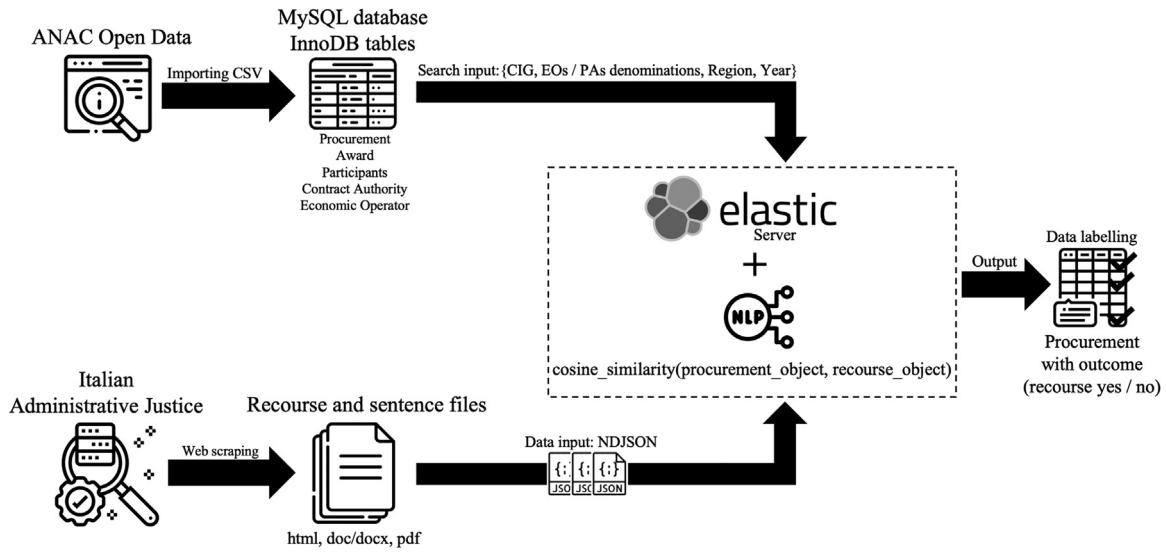 ANAC Open Data
Importing CSV
MySQL database
InnoDB tables
Procurement
Award
Participants
Contract Authority
Economic Operator
Search input: {CIG, EOs / PAs denominations, Region, Year}
elastic
Server
+
NLP
cosine_similarity(procurement_object, recourse_object)
Output
Data labelling
Procurement
with outcome
(recourse yes / no)
Italian
Administrative Justice
Web scraping
Recourse and sentence files
html, doc/docx, pdf
Data input: NDJSON
{;} {;} {;}
.JSC .JSC .JSON